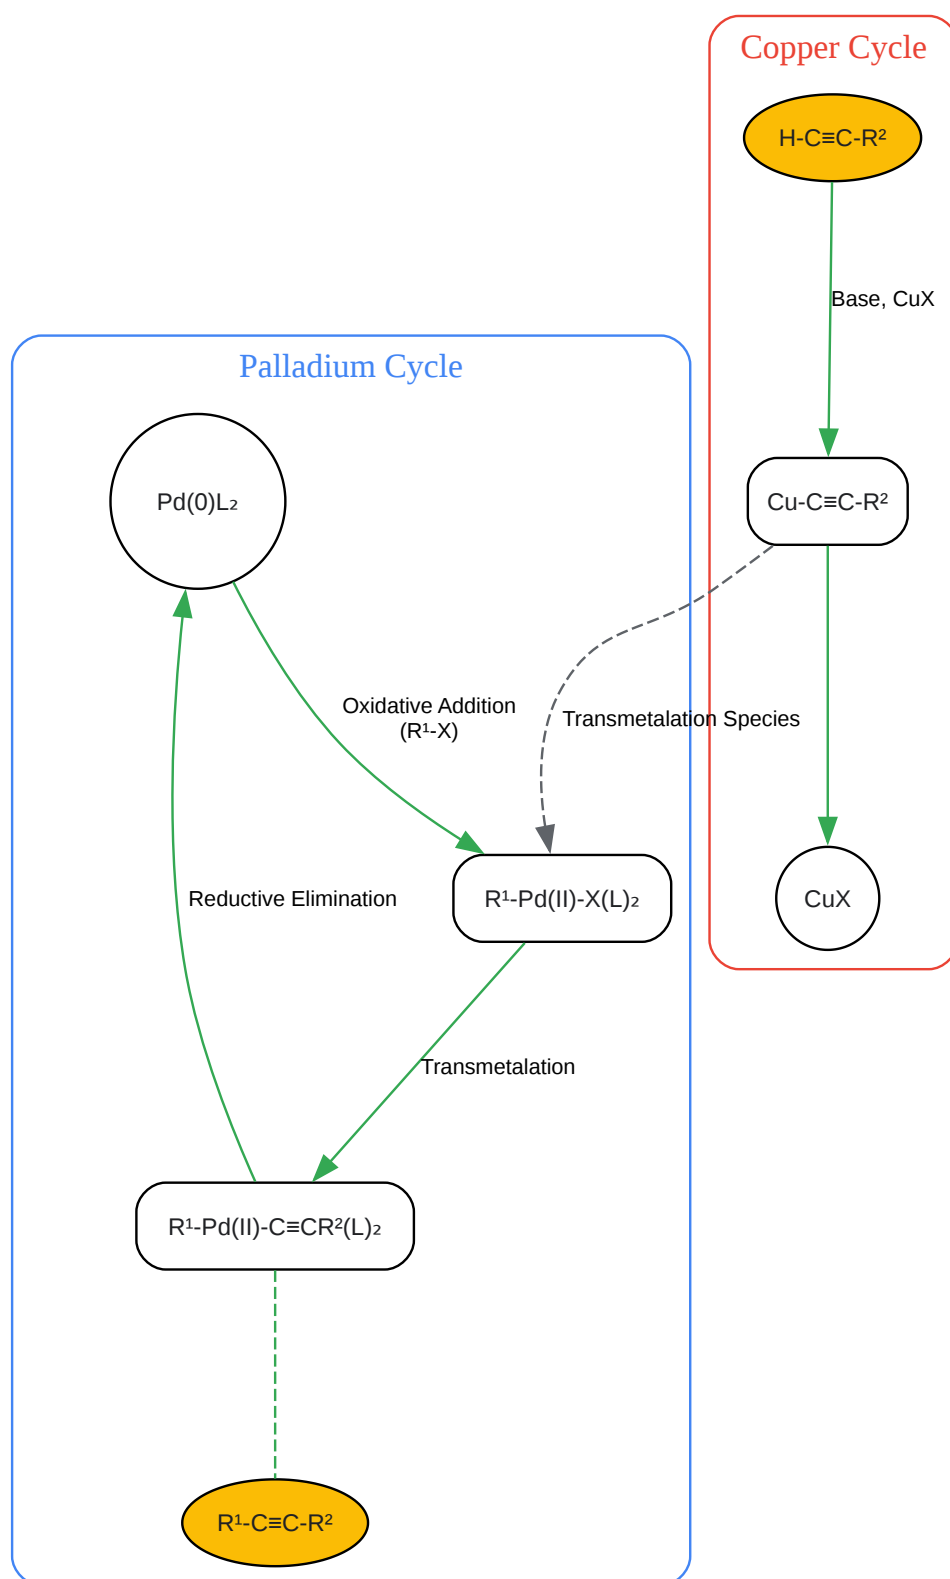 Copper Cycle
H-C≡C-R²
Base, CuX
Palladium Cycle
Pd(0)L₂
Cu-C≡C-R²
Oxidative Addition
(R¹-X)
Transmetalation Species
Reductive Elimination
R¹-Pd(II)-X(L)₂
CuX
Transmetalation
R¹-Pd(II)-C≡CR²(L)₂
R¹-C≡C-R²